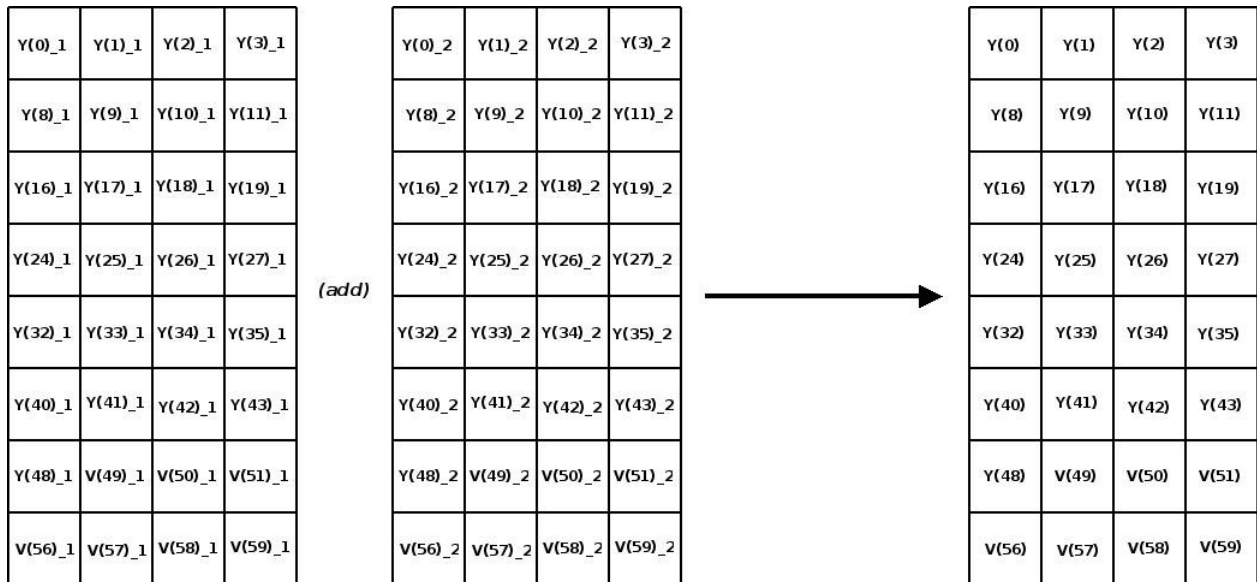 Y(0)_1 Y(1)_1 Y(2)_1 Y(3)_1 Y(0)_2 Y(1)_2 Y(2)_2 Y(3)_2 Y(0) Y(1) Y(2) Y(3)
Y(8)_1 Y(9)_1 Y(10)_1 Y(11)_1 Y(8)_2 Y(9)_2 Y(10)_2 Y(11)_2 Y(8) Y(9) Y(10) Y(11)
Y(16)_1 Y(17)_1 Y(18)_1 Y(19)_1 Y(16)_2 Y(17)_2 Y(18)_2 Y(19)_2 Y(16) Y(17) Y(18) Y(19)
Y(24)_1 Y(25)_1 Y(26)_1 Y(27)_1 Y(24)_2 Y(25)_2 Y(26)_2 Y(27)_2 Y(24) Y(25) Y(26) Y(27)
(add)
Y(32)_1 Y(33)_1 Y(34)_1 Y(35)_1 Y(32)_2 Y(33)_2 Y(34)_2 Y(35)_2 Y(32) Y(33) Y(34) Y(35)
Y(40)_1 Y(41)_1 Y(42)_1 Y(43)_1 Y(40)_2 Y(41)_2 Y(42)_2 Y(43)_2 Y(40) Y(41) Y(42) Y(43)
Y(48)_1 V(49)_1 V(50)_1 V(51)_1 Y(48)_2 V(49)_2 V(50)_2 V(51)_2 Y(48) V(49) V(50) V(51)
V(56)_1 V(57)_1 V(58)_1 V(59)_1 V(56)_2 V(57)_2 V(58)_2 V(59)_2 V(56) V(57) V(58) V(59)